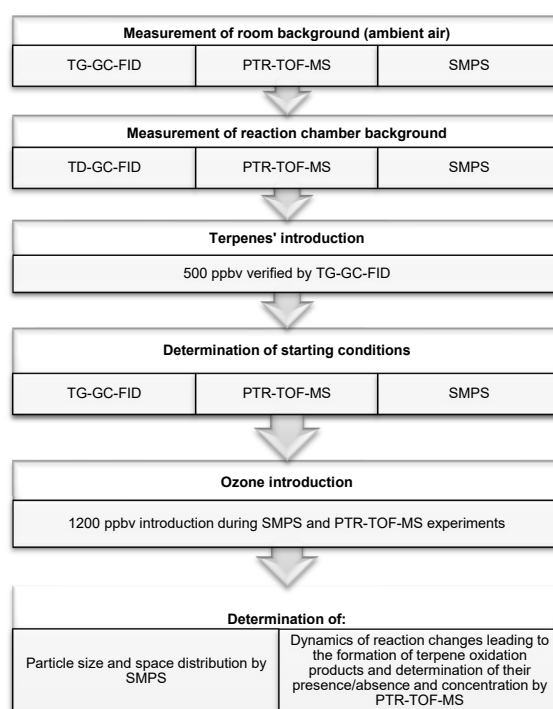 Measurement of room background (ambient air)
TG-GC-FID PTR-TOF-MS SMPS
Measurement of reaction chamber background
TD-GC-FID PTR-TOF-MS SMPS
Terpenes' introduction
500 ppbv verified by TG-GC-FID
Determination of starting conditions
TG-GC-FID PTR-TOF-MS SMPS
Ozone introduction
1200 ppbv introduction during SMPS and PTR-TOF-MS experiments
Determination of:
Particle size and space distribution by
SMPS
Dynamics of reaction changes leading to
the formation of terpene oxidation
products and determination of their
presence/absence and concentration by
PTR-TOF-MS